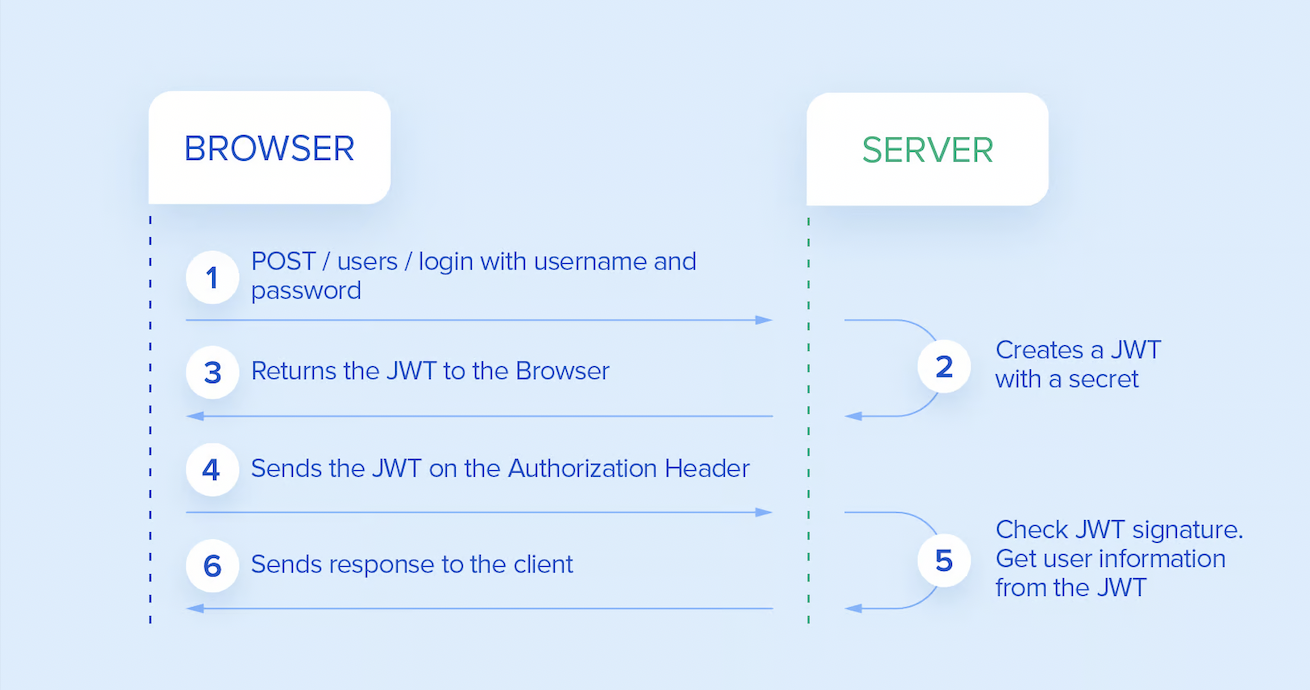 BROWSER
SERVER
1
POST / users / login with username and
password
2
Creates a JWT
with a secret
3
Returns the JWT to the Browser
4
Sends the JWT on the Authorization Header
5
Check JWT signature.
Get user information
from the JWT
6
Sends response to the client